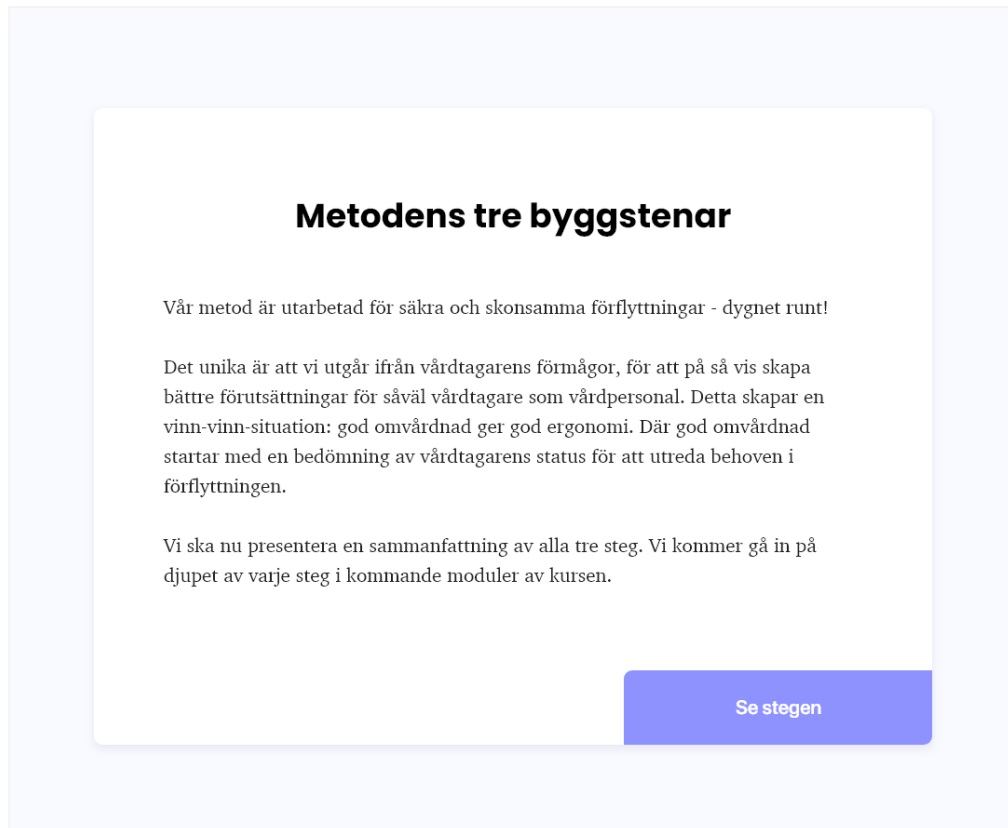 Metodens tre byggstenar
Vår metod är utarbetad för säkra och skonsamma förflyttningar - dygnet runt!
Det unika är att vi utgår ifrån vårdtagarens förmågor, för att på så vis skapa
bättre förutsättningar för såväl vårdtagare som vårdpersonal. Detta skapar en
vinn-vinn-situation: god omvårdnad ger god ergonomi. Där god omvårdnad
startar med en bedömning av vårdtagarens status för att utreda behoven i
förflyttningen.
Vi ska nu presentera en sammanfattning av alla tre steg. Vi kommer gå in på
djupet av varje steg i kommande moduler av kursen.
Se stegen